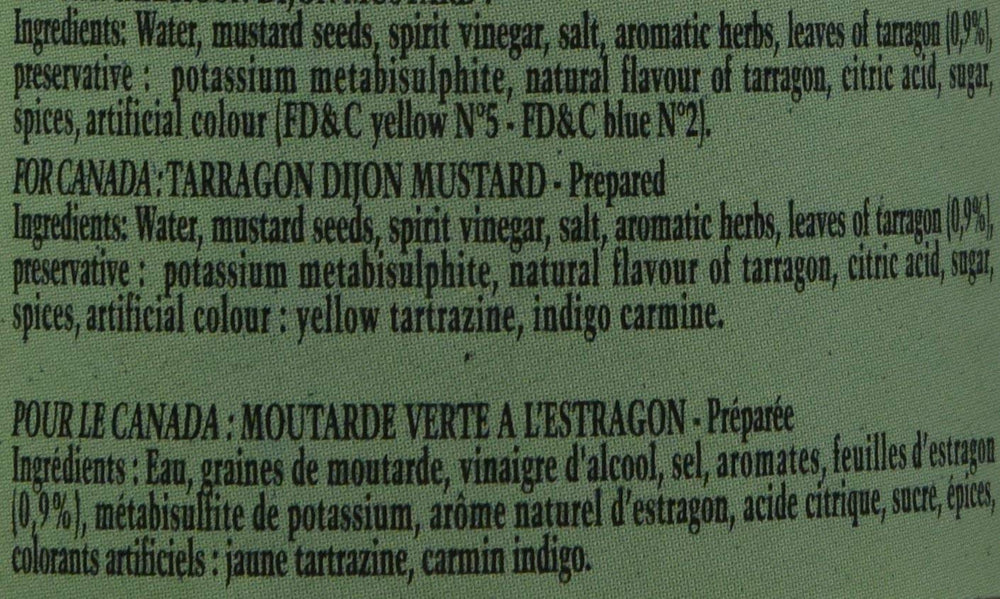 DIJON MUSTARD :
Ingredients: Water, mustard seeds, spirit vinegar, salt, aromatic herbs, leaves of tarragon (0,9%),
preservative : potassium metabisulphite, natural flavour of tarragon, citric acid, sugar,
spices, artificial colour (FD&C yellow N°5 - FD&C blue N°2).
FOR CANADA : TARRAGON DIJON MUSTARD - Prepared
Ingredients: Water, mustard seeds, spirit vinegar, salt, aromatic herbs, leaves of tarragon (0,9%),
preservative : potassium metabisulphite, natural flavour of tarragon, citric acid, sugar,
spices, artificial colour : yellow tartrazine, indigo carmine.
POUR LE CANADA : MOUTARDE VERTE A L'ESTRAGON - Préparée
Ingrédients : Eau, graines de moutarde, vinaigre d'alcool, sel, aromates, feuilles d'estragon
(0,9%), métabisulfite de potassium, arôme naturel d'estragon, acide citrique, sucre, épices,
colorants artificiels : jaune tartrazine, carmin indigo.